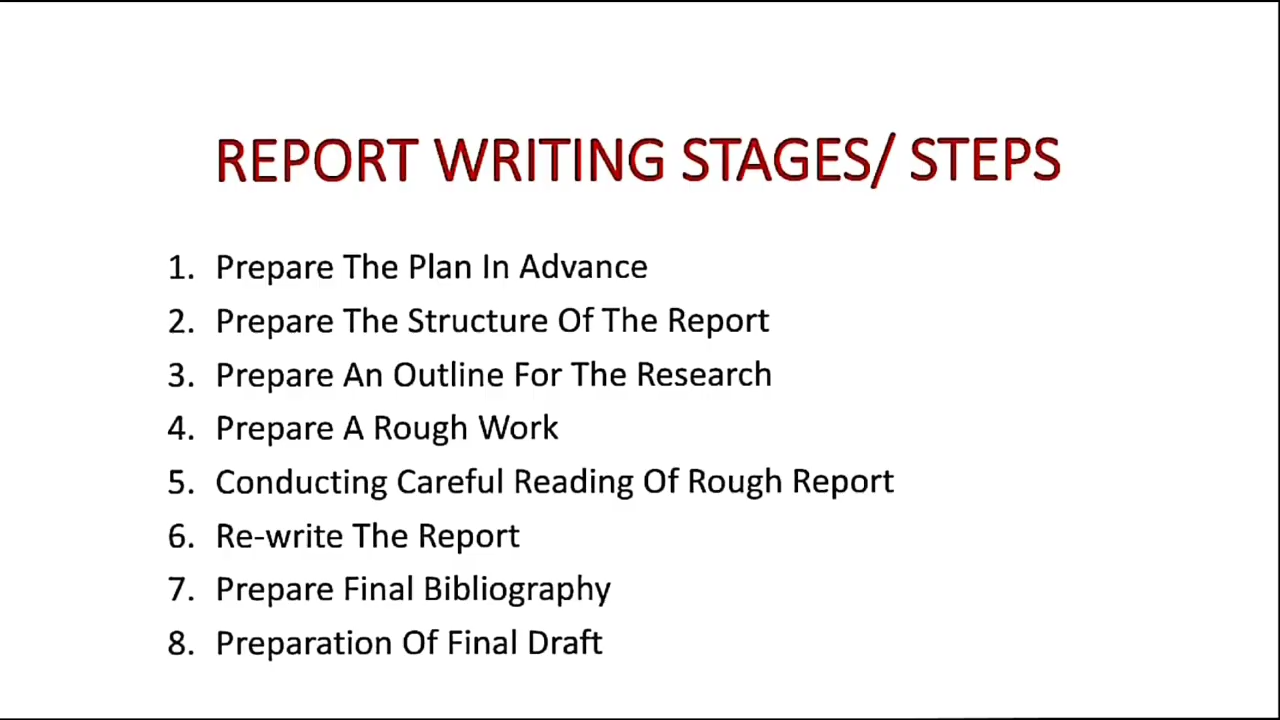 REPORT WRITING STAGES/ STEPS
1. Prepare The Plan In Advance
2. Prepare The Structure Of The Report
3. Prepare An Outline For The Research
4. Prepare A Rough Work
5. Conducting Careful Reading Of Rough Report
6. Re-write The Report
7. Prepare Final Bibliography
8. Preparation Of Final Draft